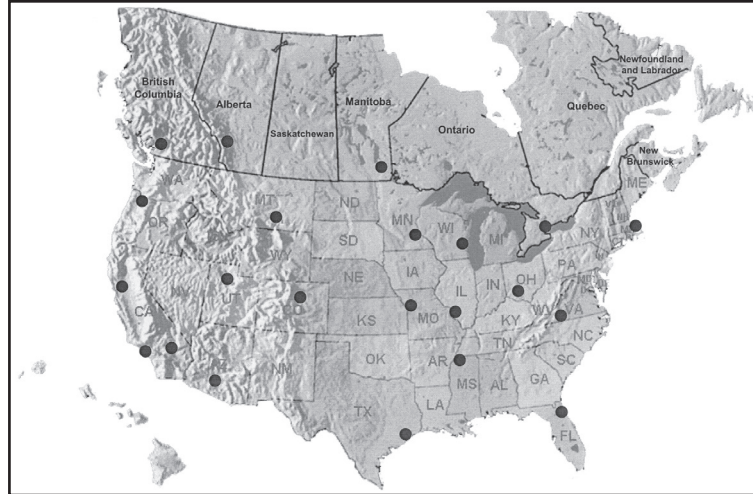 Newfoundland
and Labrador
British
Columbia
Alberta
Manitoba
Quebec
Saskatchewan
Ontario
New
Brunswick
WA
ME
MT
ND
OR
MN
WI
SD
MI
NY
WY
IA
PA
NE
NV
UT
IL
IN
OH
CA
CO
WV
VA
KS
MO
KY
NC
TN
OK
AR
SC
NM
MS
AL
GA
TX
LA
FL